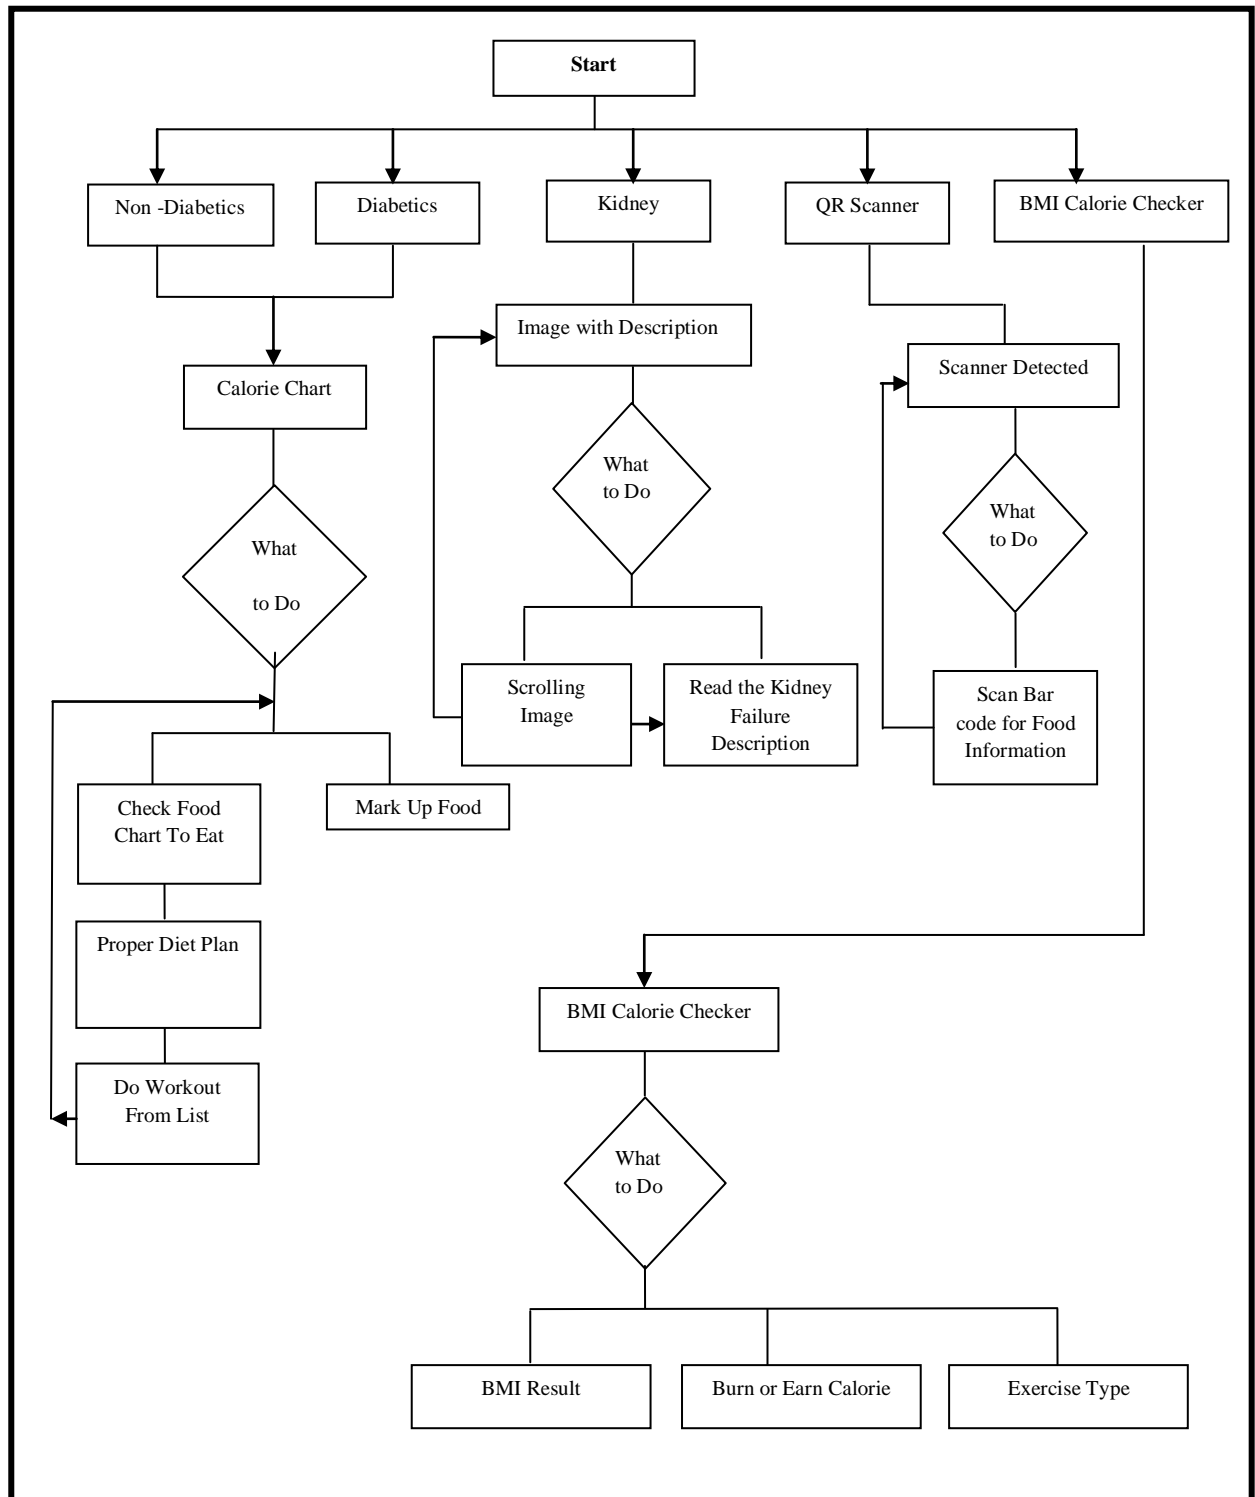 Start
Non -Diabetics
Diabetics
Kidney
QR Scanner
BMI Calorie Checker
Image with Description
Scanner Detected
Calorie Chart
What
to Do
What
to Do
What
to Do
Scrolling
Image
Read the Kidney
Failure
Description
Scan Bar
code for Food
Information
Check Food
Chart To Eat
Mark Up Food
Proper Diet Plan
Do Workout
From List
BMI Calorie Checker
What
to Do
BMI Result
Burn or Earn Calorie
Exercise Type